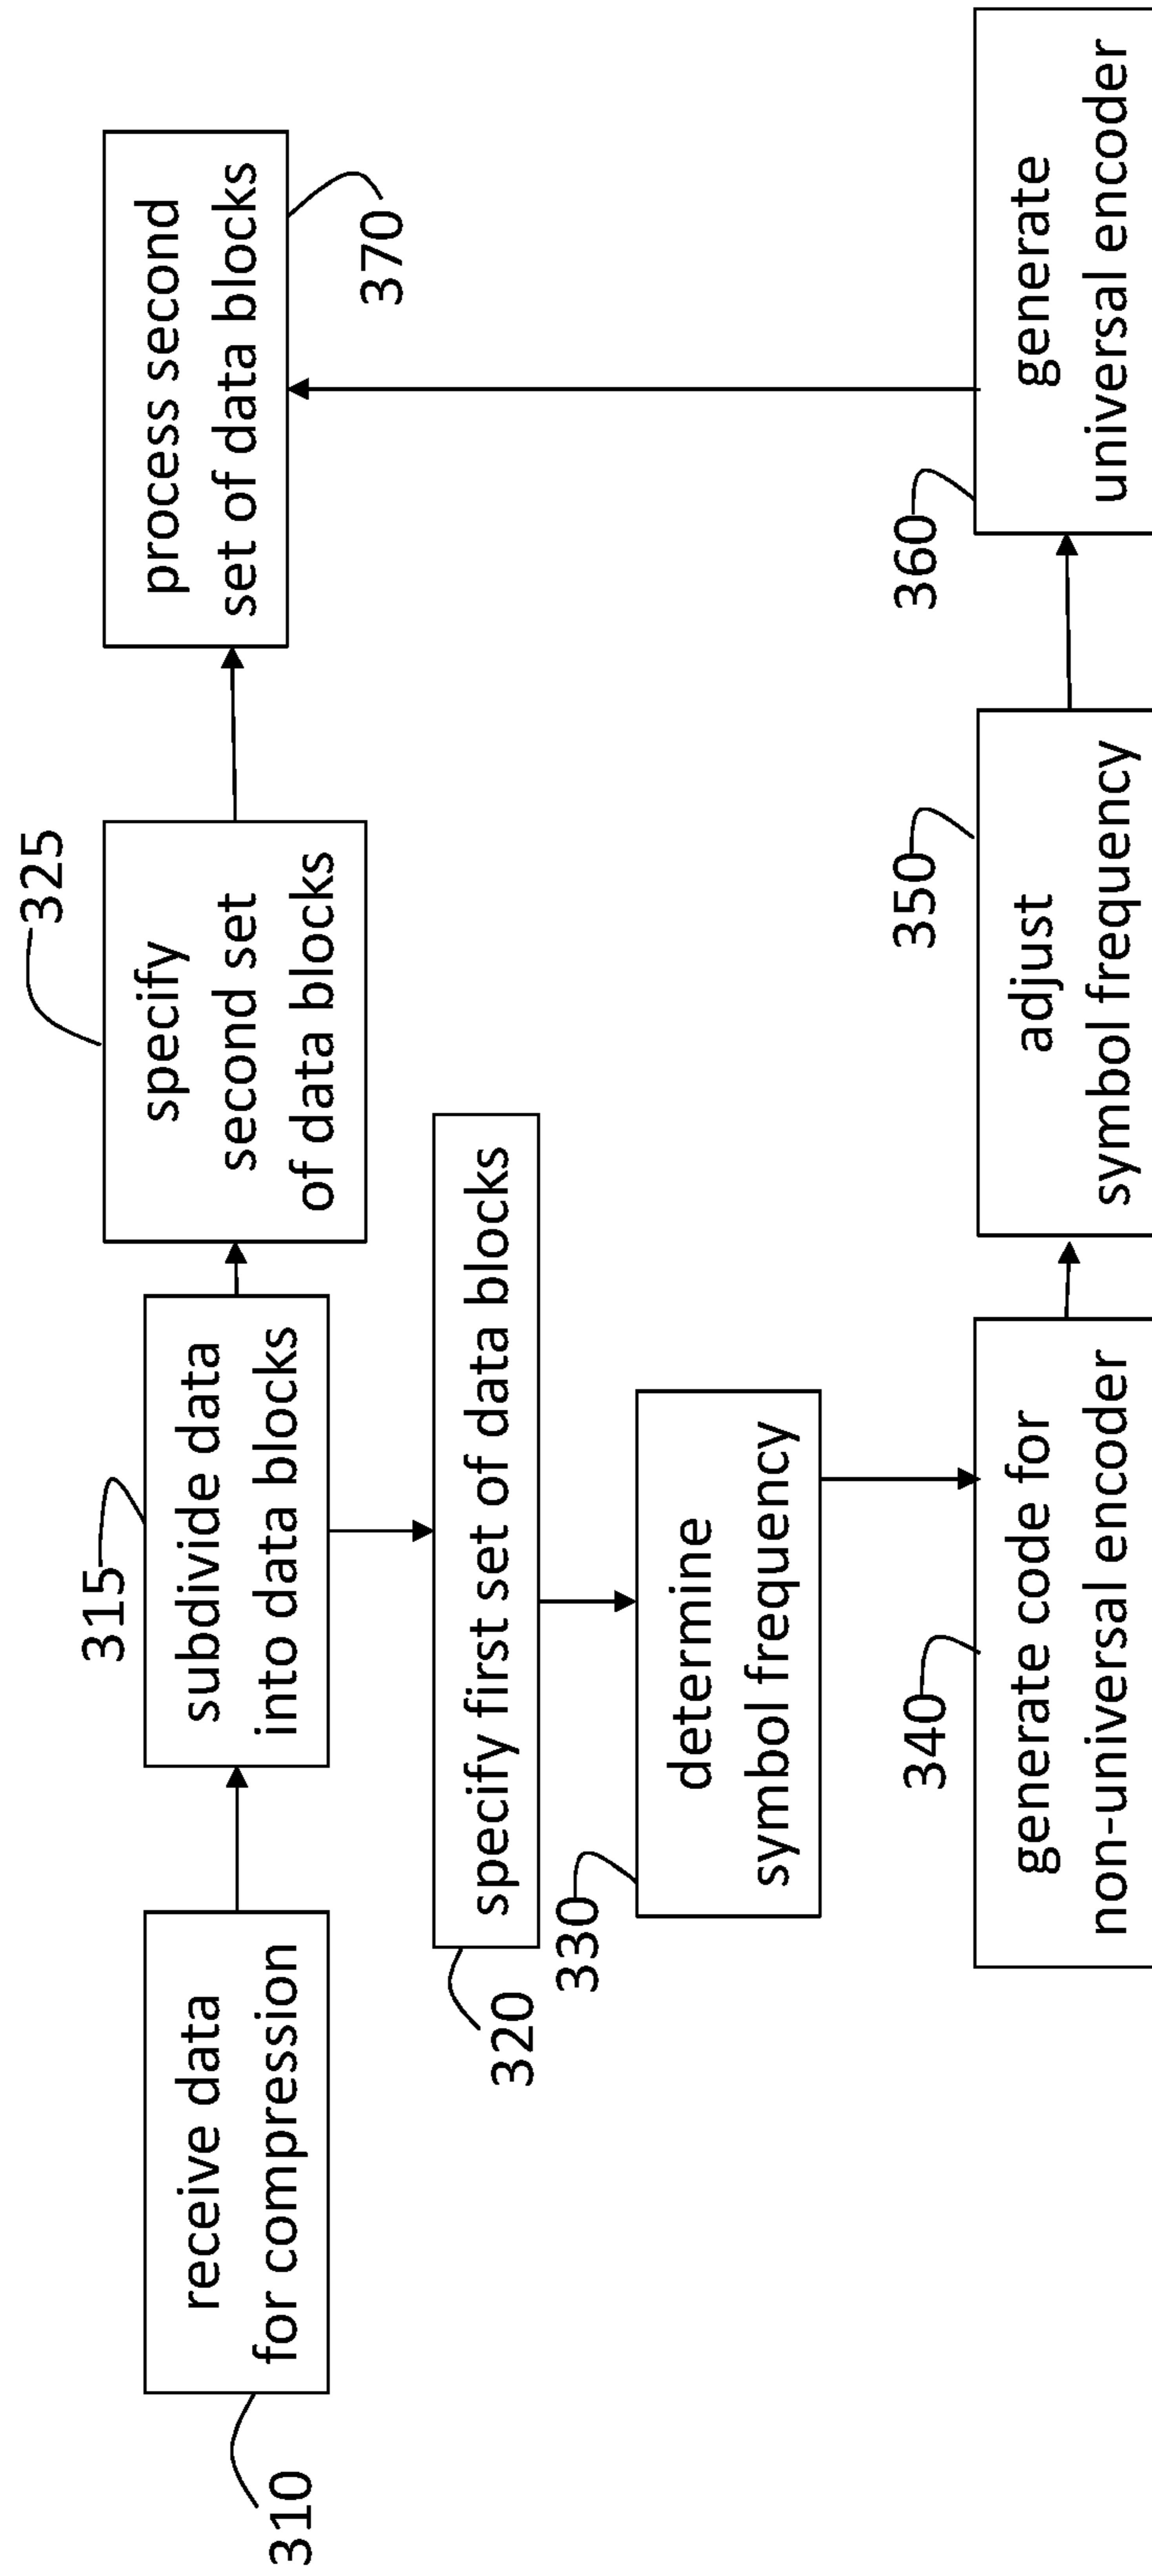 310
receive data
for compression
315
subdivide data
into data blocks
325
specify
second set
of data blocks
process second
set of data blocks
370
320
specify first set of data blocks
330
determine
symbol frequency
340
generate code for
non-universal encoder
350
adjust
symbol frequency
360
generate
universal encoder